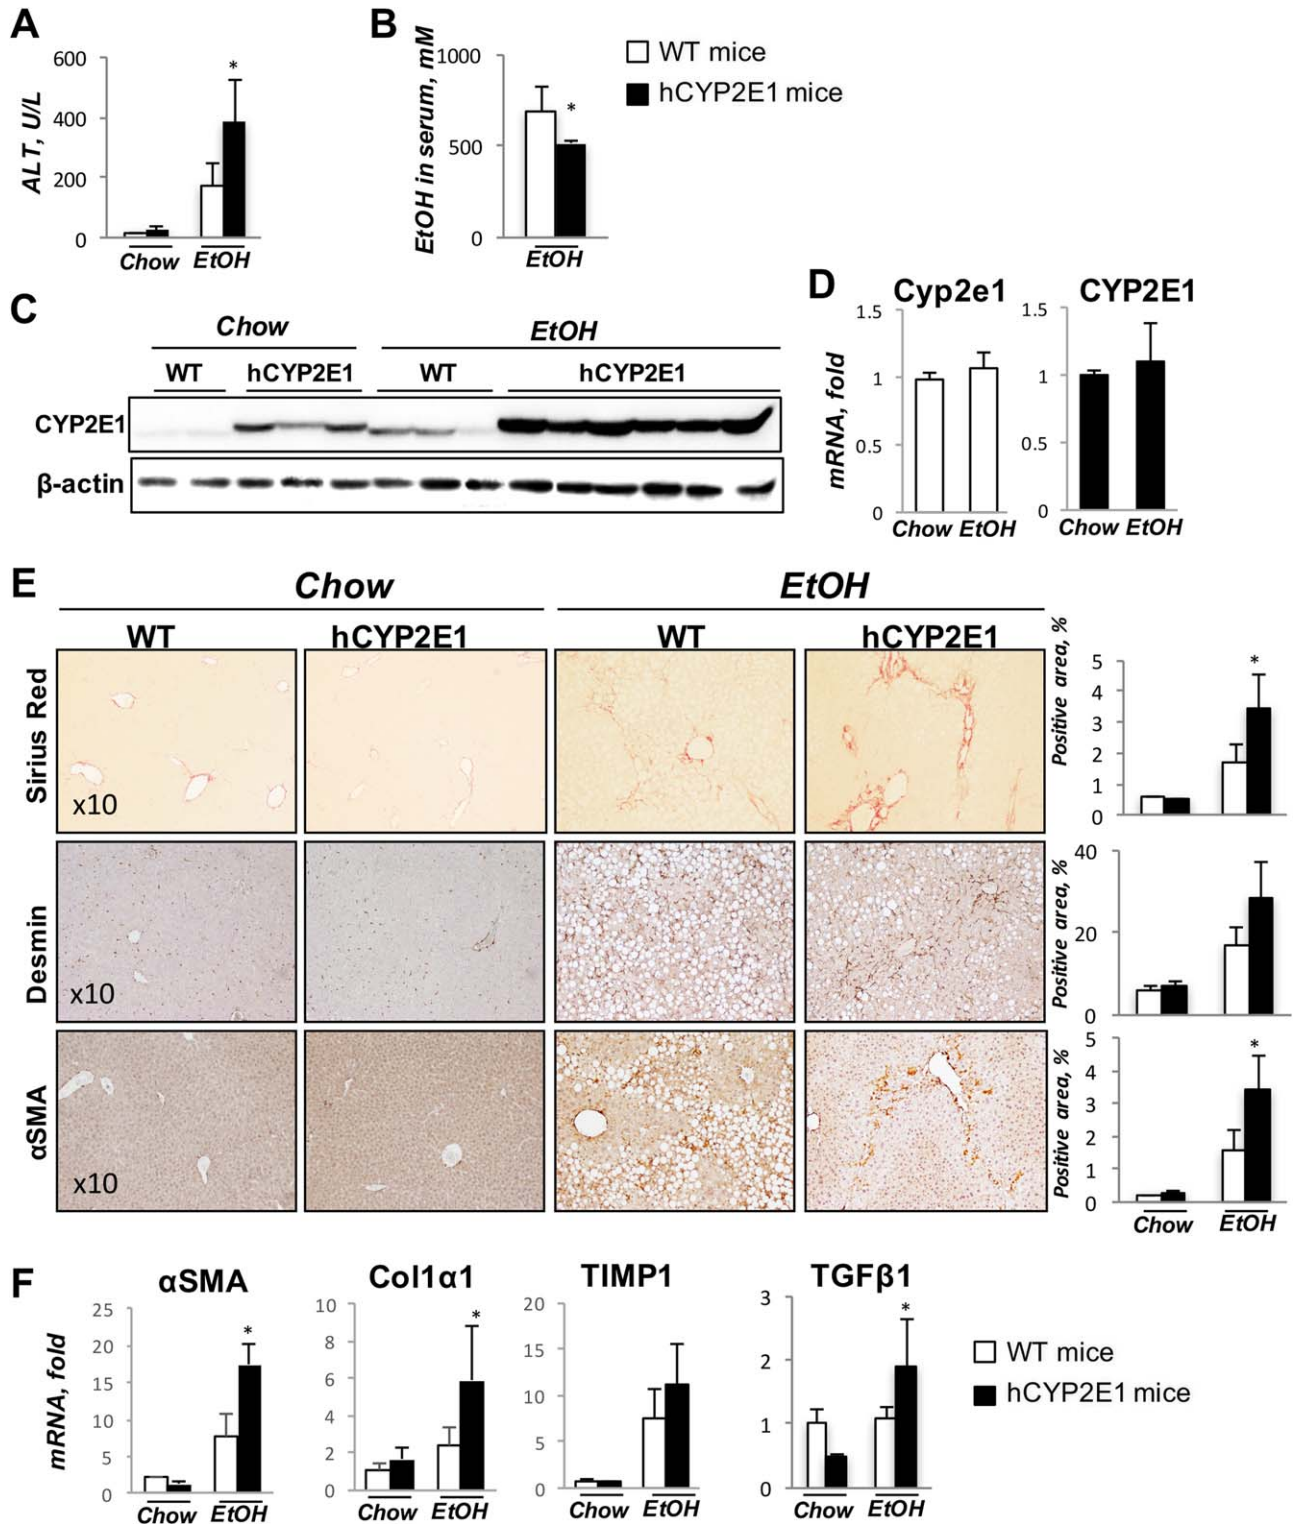 A
ALT, U/L
600
400
200
0
*
Chow EtOH
B
EtOH in serum, mM
1000
500
0
*
EtOH
WT mice
hCYP2E1 mice
C
Chow EtOH
WT hCYP2E1 WT hCYP2E1
CYP2E1
β-actin
D
Cyp2e1 CYP2E1
mRNA, fold
1.5
1
0.5
0
Chow EtOH
1.5
1
0.5
0
Chow EtOH
E
Chow EtOH
WT hCYP2E1 WT hCYP2E1
Sirius Red
x10
Positive area, %
5
4
3
2
1
0
*
Desmin
x10
Positive area, %
40
20
0
αSMA
x10
Positive area, %
5
4
3
2
1
0
*
Chow EtOH
F
αSMA
mRNA, fold
25
20
15
10
5
0
*
Chow EtOH
Col1α1
10
8
6
4
2
0
*
Chow EtOH
TIMP1
20
15
10
5
0
Chow EtOH
TGFβ1
3
2
1
0
*
Chow EtOH
WT mice
hCYP2E1 mice